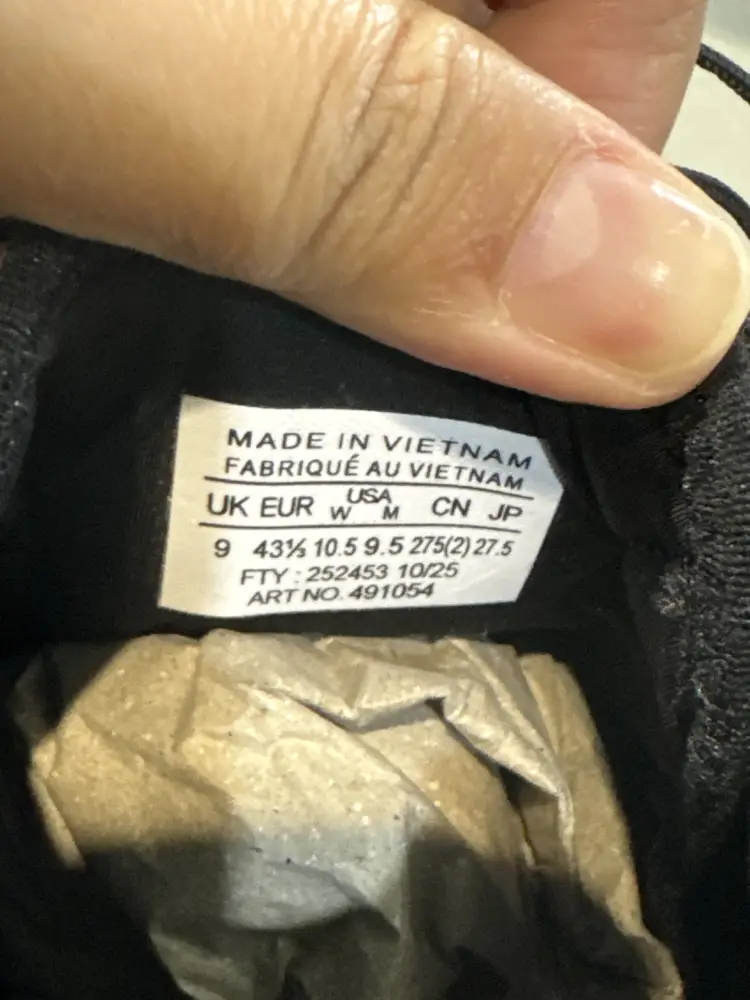 MADE IN VIETNAM
FABRIQUÉ AU VIETNAM
UK EUR USA W M CN JP
9 43⅓ 10.5 9.5 275(2) 27.5
FTY : 252453 10/25
ART NO. 491054